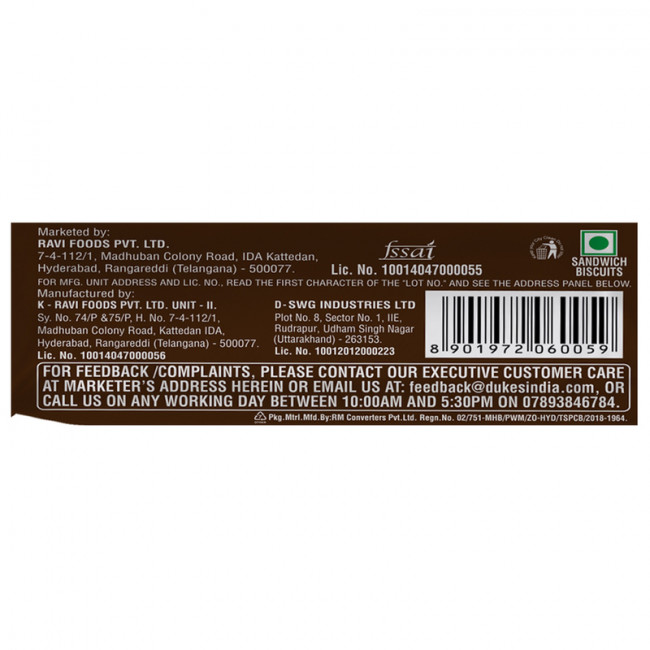 Marketed by:
RAVI FOODS PVT. LTD.
7-4-112/1, Madhuban Colony Road, IDA Kattedan,
Hyderabad, Rangareddi (Telangana) - 500077.
fssai
Lic. No. 10014047000055
SANDWICH
BISCUITS
FOR MFG. UNIT ADDRESS AND LIC. NO., READ THE FIRST CHARACTER OF THE "LOT NO." AND SEE THE ADDRESS PANEL BELOW.
Manufactured by:
K - RAVI FOODS PVT. LTD. UNIT - II.
Sy. No. 74/P &75/P, H. No. 7-4-112/1,
Madhuban Colony Road, Kattedan IDA,
Hyderabad, Rangareddy (Telangana) - 500077.
Lic. No. 10014047000056
D-SWG INDUSTRIES LTD
Plot No. 8, Sector No. 1, IIE,
Rudrapur, Udham Singh Nagar
(Uttarakhand) - 263153.
Lic. No. 10012012000223
8 901972 060059
FOR FEEDBACK /COMPLAINTS, PLEASE CONTACT OUR EXECUTIVE CUSTOMER CARE
AT MARKETER'S ADDRESS HEREIN OR EMAIL US AT: feedback@dukesindia.com, OR
CALL US ON ANY WORKING DAY BETWEEN 10:00AM AND 5:30PM ON 07893846784.
Pkg.Mtrl.Mfd.By:RM Converters Pvt.Ltd. Regn.No. 02/751-MHB/PWM/ZO-HYD/TSPCB/2018-1964.